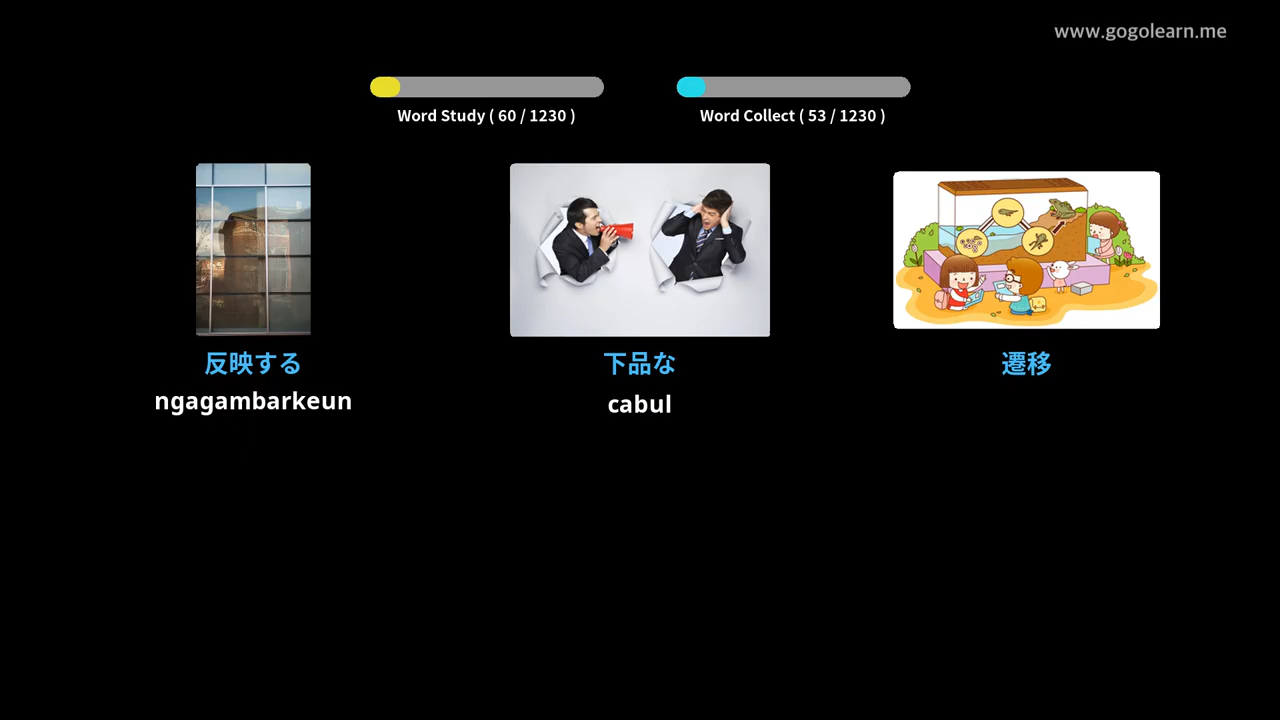 www.gogolearn.me
Word Study ( 60 / 1230 )
Word Collect ( 53 / 1230 )
反映する
下品な
遷移
ngagambarkeun
cabul